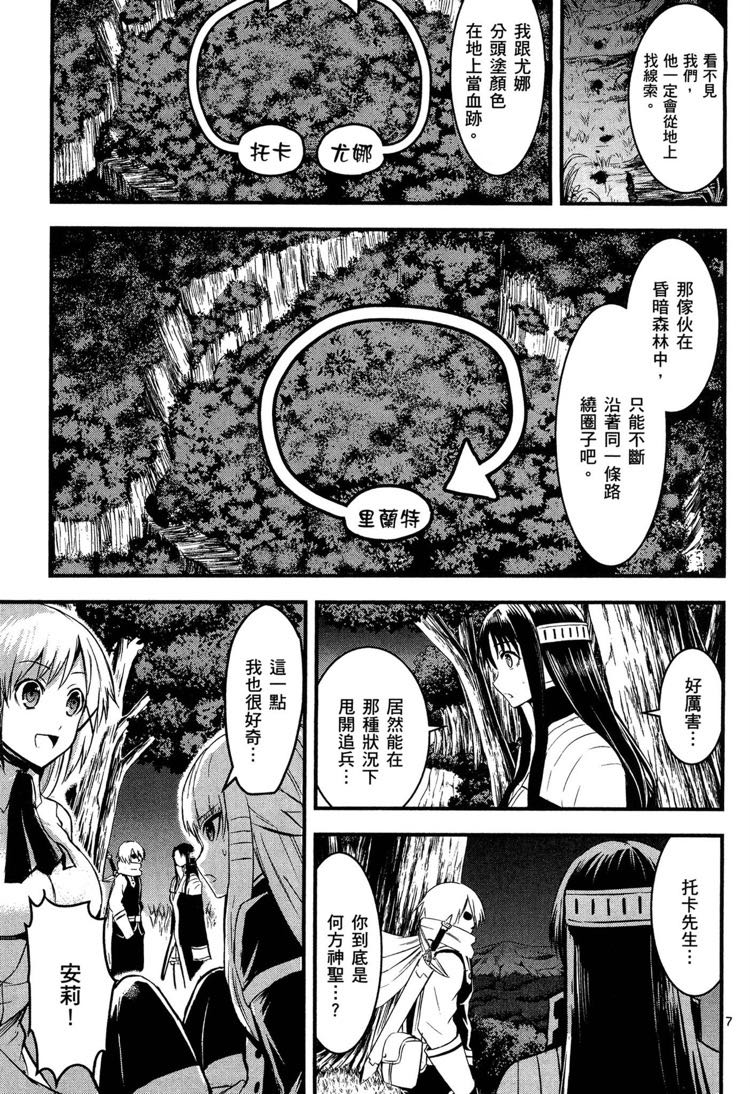 看不見
我們，
他一定會從地上
找線索。
我跟尤娜
分頭塗顏色
在地上當血跡。
尤娜
托卡
那傢伙在
昏暗森林中，
只能不斷
沿著同一條路
繞圈子吧。
里蘭特
好厲害…
居然能在
那種狀況下
甩開追兵…
托卡先生…
你到底是
何方神聖…？
這一點
我也很好奇…
安莉！
7